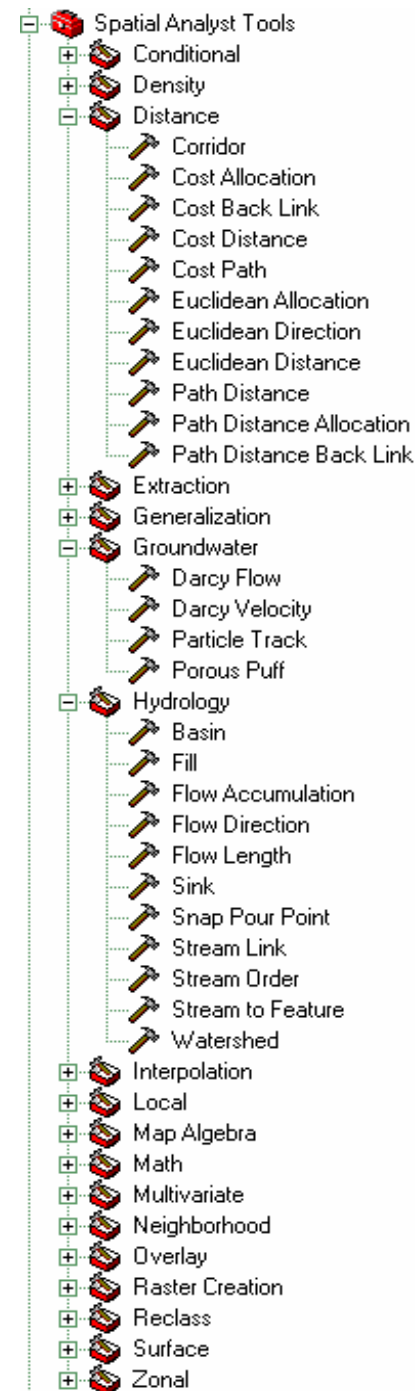 Spatial Analyst Tools
Conditional
Density
Distance
Corridor
Cost Allocation
Cost Back Link
Cost Distance
Cost Path
Euclidean Allocation
Euclidean Direction
Euclidean Distance
Path Distance
Path Distance Allocation
Path Distance Back Link
Extraction
Generalization
Groundwater
Darcy Flow
Darcy Velocity
Particle Track
Porous Puff
Hydrology
Basin
Fill
Flow Accumulation
Flow Direction
Flow Length
Sink
Snap Pour Point
Stream Link
Stream Order
Stream to Feature
Watershed
Interpolation
Local
Map Algebra
Math
Multivariate
Neighborhood
Overlay
Raster Creation
Reclass
Surface
Zonal